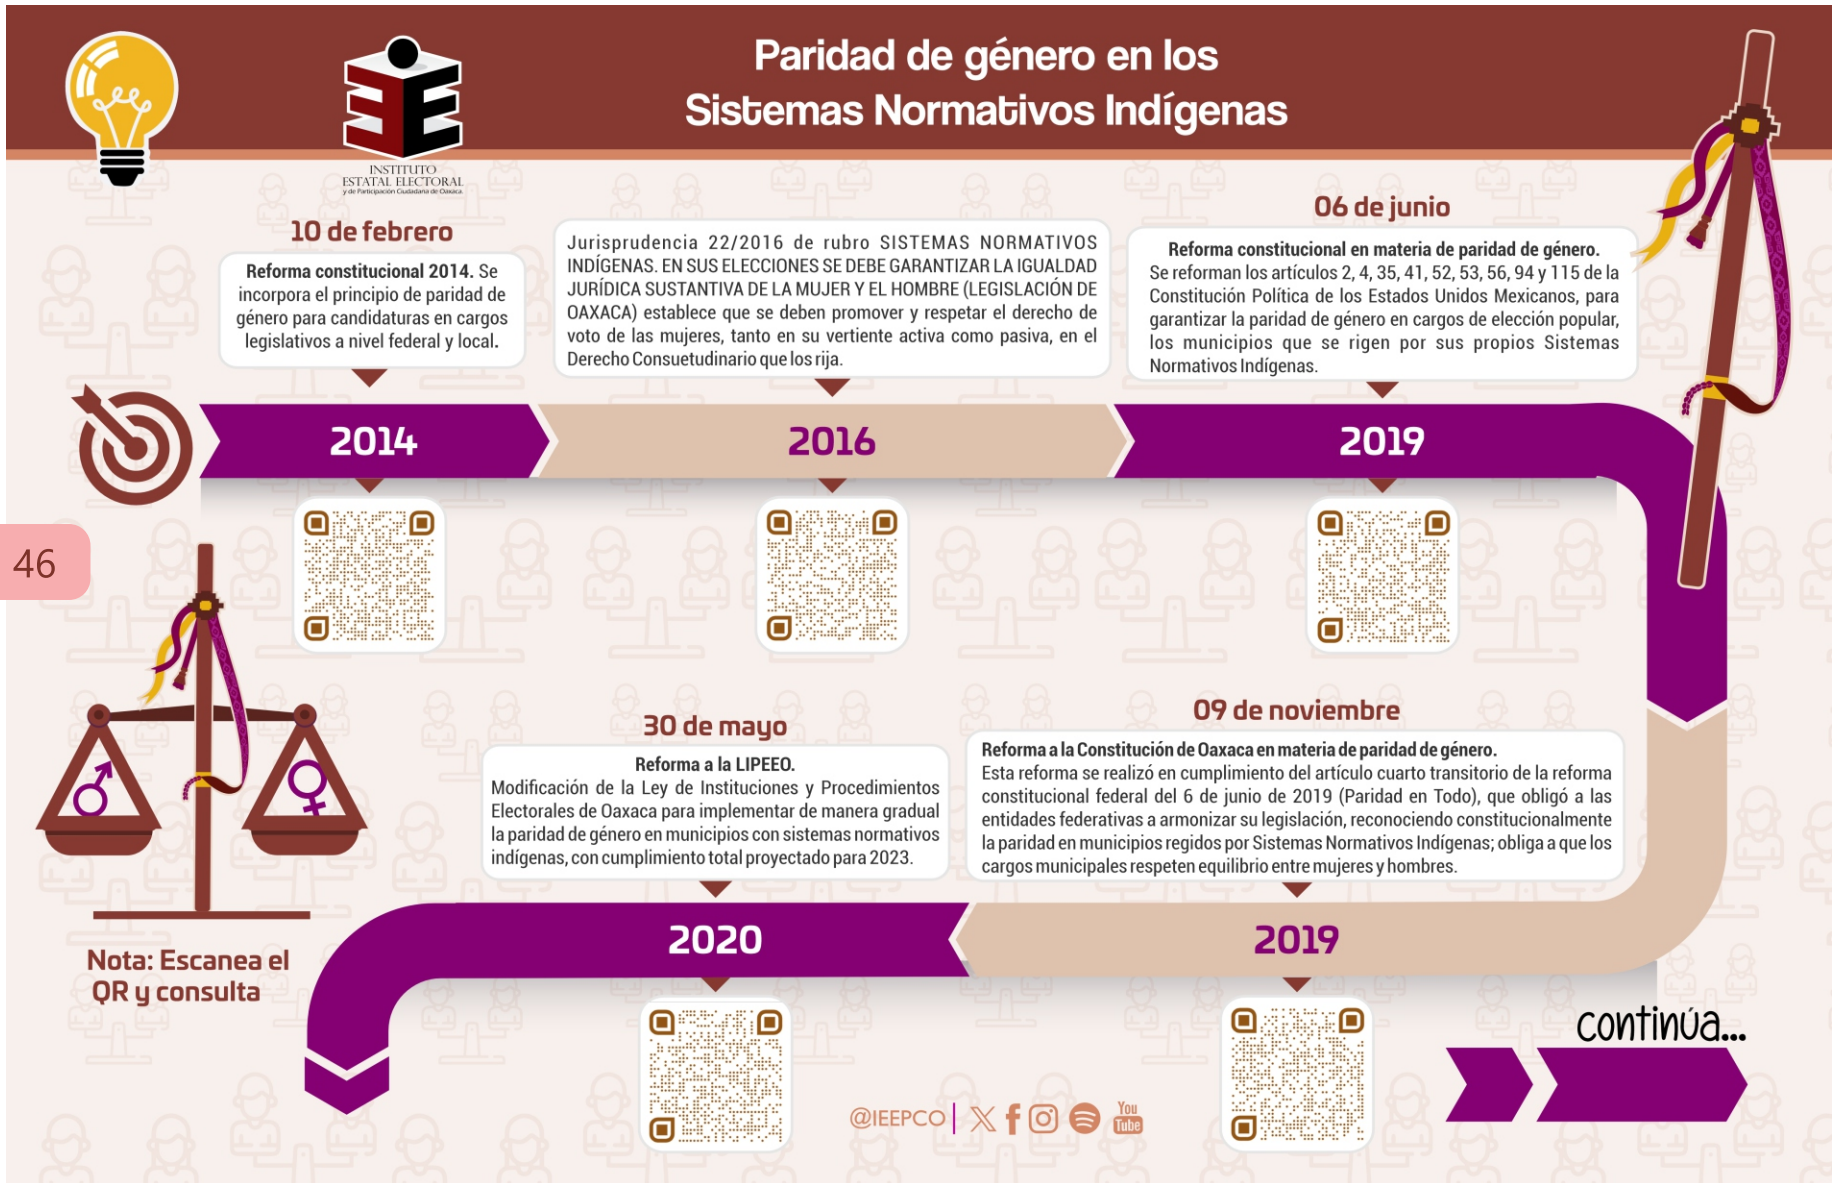 Paridad de género en los
Sistemas Normativos Indígenas
INSTITUTO
ESTATAL ELECTORAL
y de Participación Ciudadana de Oaxaca
10 de febrero
Reforma constitucional 2014. Se
incorpora el principio de paridad de
género para candidaturas en cargos
legislativos a nivel federal y local.
2014
Jurisprudencia 22/2016 de rubro SISTEMAS NORMATIVOS
INDÍGENAS. EN SUS ELECCIONES SE DEBE GARANTIZAR LA IGUALDAD
JURÍDICA SUSTANTIVA DE LA MUJER Y EL HOMBRE (LEGISLACIÓN DE
OAXACA) establece que se deben promover y respetar el derecho de
voto de las mujeres, tanto en su vertiente activa como pasiva, en el
Derecho Consuetudinario que los rija.
2016
06 de junio
Reforma constitucional en materia de paridad de género.
Se reforman los artículos 2, 4, 35, 41, 52, 53, 56, 94 y 115 de la
Constitución Política de los Estados Unidos Mexicanos, para
garantizar la paridad de género en cargos de elección popular,
los municipios que se rigen por sus propios Sistemas
Normativos Indígenas.
2019
46
09 de noviembre
Reforma a la Constitución de Oaxaca en materia de paridad de género.
Esta reforma se realizó en cumplimiento del artículo cuarto transitorio de la reforma
constitucional federal del 6 de junio de 2019 (Paridad en Todo), que obligó a las
entidades federativas a armonizar su legislación, reconociendo constitucionalmente
la paridad en municipios regidos por Sistemas Normativos Indígenas; obliga a que los
cargos municipales respeten equilibrio entre mujeres y hombres.
2019
30 de mayo
Reforma a la LIPEEO.
Modificación de la Ley de Instituciones y Procedimientos
Electorales de Oaxaca para implementar de manera gradual
la paridad de género en municipios con sistemas normativos
indígenas, con cumplimiento total proyectado para 2023.
2020
Nota: Escanea el
QR y consulta
continúa...
@IEEPCO
You
Tube